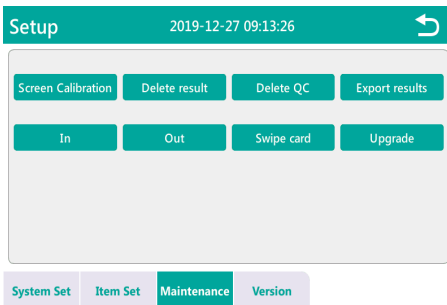 Setup 2019-12-27 09:13:26
Screen Calibration Delete result Delete QC Export results
In Out Swipe card Upgrade
System Set Item Set Maintenance Version